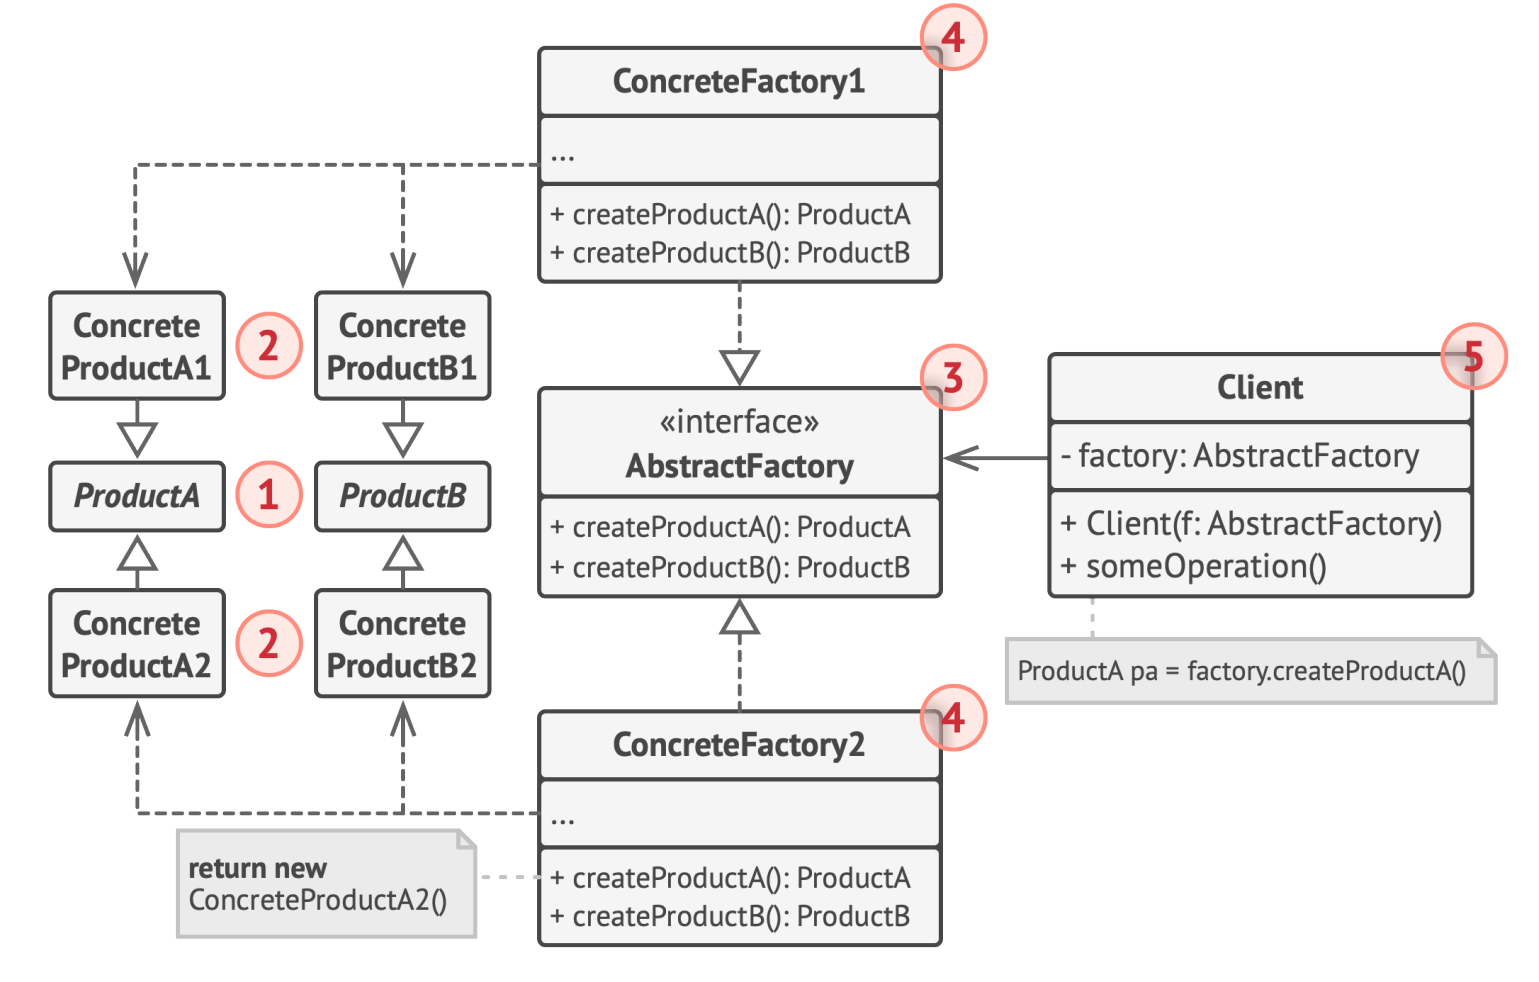 4
ConcreteFactory1
...
+ createProductA(): ProductA
+ createProductB(): ProductB
Concrete
ProductA1
2
Concrete
ProductB1
ProductA
1
ProductB
Concrete
ProductA2
2
Concrete
ProductB2
3
«interface»
AbstractFactory
+ createProductA(): ProductA
+ createProductB(): ProductB
5
Client
- factory: AbstractFactory
+ Client(f: AbstractFactory)
+ someOperation()
ProductA pa = factory.createProductA()
4
ConcreteFactory2
...
+ createProductA(): ProductA
+ createProductB(): ProductB
return new
ConcreteProductA2()